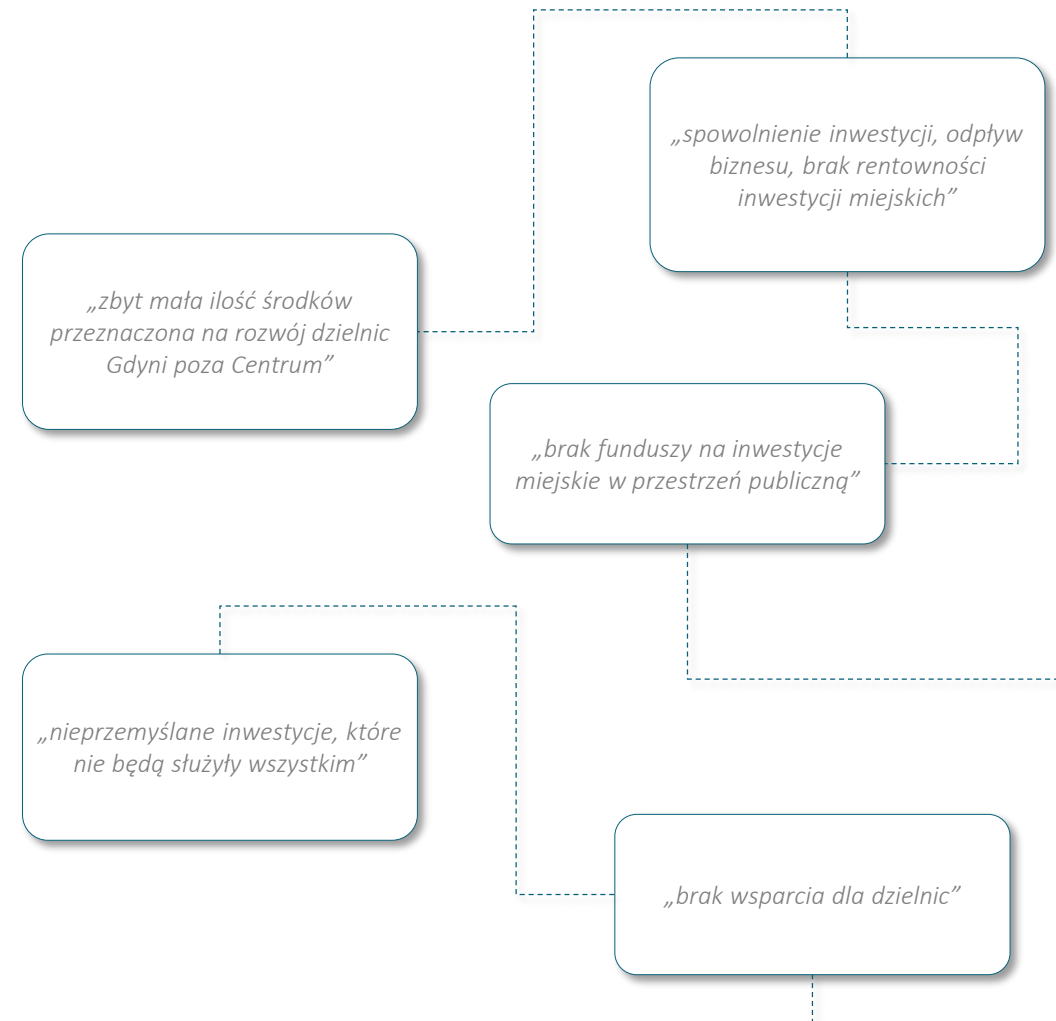 „spowolnienie inwestycji, odpływ
biznesu, brak rentowności
inwestycji miejskich”
„zbyt mała ilość środków
przeznaczona na rozwój dzielnic
Gdyni poza Centrum”
„brak funduszy na inwestycje
miejskie w przestrzeń publiczną”
„nieprzemyślane inwestycje, które
nie będą służyły wszystkim”
„brak wsparcia dla dzielnic”